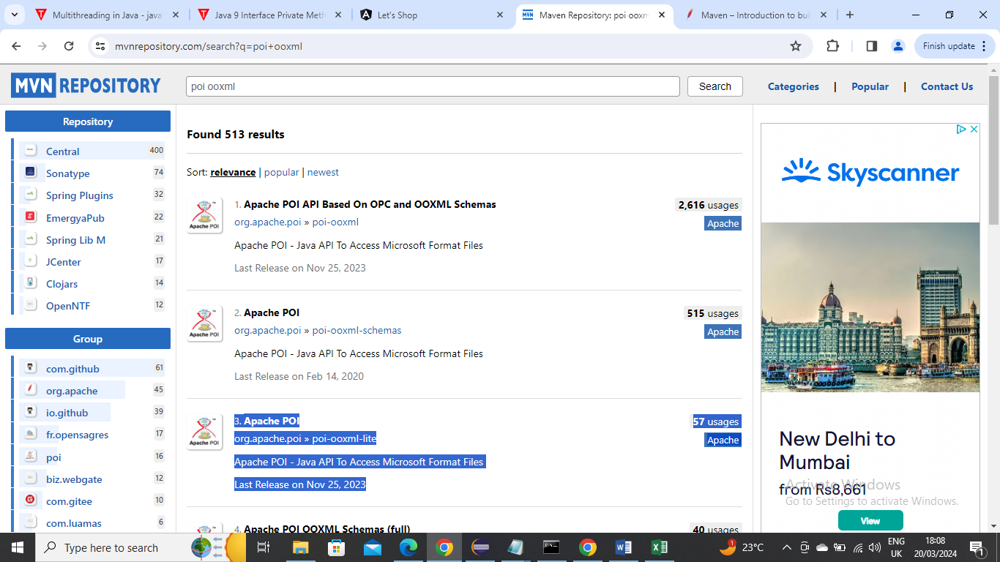 Multithreading in Java - java
Java 9 Interface Private Meth
Let's Shop
Maven Repository: poi ooxm
Maven – Introduction to bui
mvnrepository.com/search?q=poi+ooxml
Finish update
MVN REPOSITORY
poi ooxml
Search
Categories | Popular | Contact Us
Repository
Central 400
Sonatype 74
Spring Plugins 32
EmergyaPub 22
Spring Lib M 21
JCenter 17
Clojars 14
OpenNTF 12
Group
com.github 61
org.apache 45
io.github 39
fr.opensagres 17
poi 16
biz.webgate 12
com.gitee 10
com.luamas 6
Found 513 results
Sort: relevance | popular | newest
1. Apache POI API Based On OPC and OOXML Schemas
2,616 usages
org.apache.poi » poi-ooxml
Apache
Apache POI - Java API To Access Microsoft Format Files
Last Release on Nov 25, 2023
Apache POI
2. Apache POI
515 usages
org.apache.poi » poi-ooxml-schemas
Apache
Apache POI - Java API To Access Microsoft Format Files
Last Release on Feb 14, 2020
Apache POI
3. Apache POI
57 usages
org.apache.poi » poi-ooxml-lite
Apache
Apache POI - Java API To Access Microsoft Format Files
Last Release on Nov 25, 2023
Apache POI
4. Apache POI OOXML Schemas (full)
40 usages
Skyscanner
New Delhi to
Mumbai
from Rs8,661
View
Activate Windows
Go to Settings to activate Windows.
Type here to search
23°C
ENG
UK
18:08
20/03/2024
1